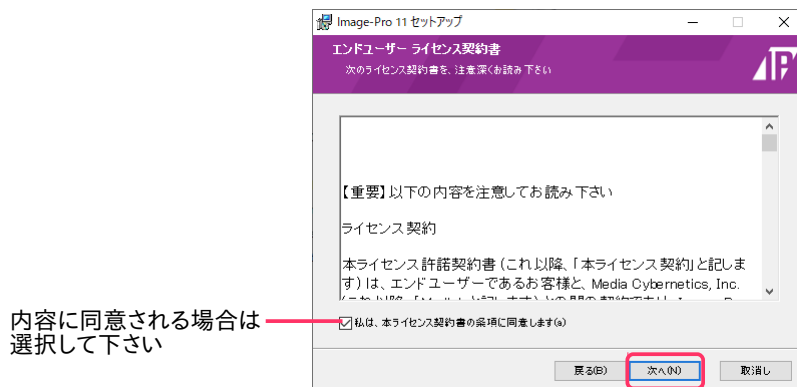 Image-Pro 11 セットアップ
エンドユーザー ライセンス契約書
次のライセンス契約書を、注意深くお読み下さい
IP
【重要】以下の内容を注意してお読み下さい
ライセンス契約
本ライセンス許諾契約書（これ以降、「本ライセンス契約」と記しま
す）は、エンドユーザーであるお客様と、Media Cybernetics, Inc.
内容に同意される場合は
選択して下さい
私は、本ライセンス契約書の条項に同意します(a)
戻る(B)
次へ(N)
取消し